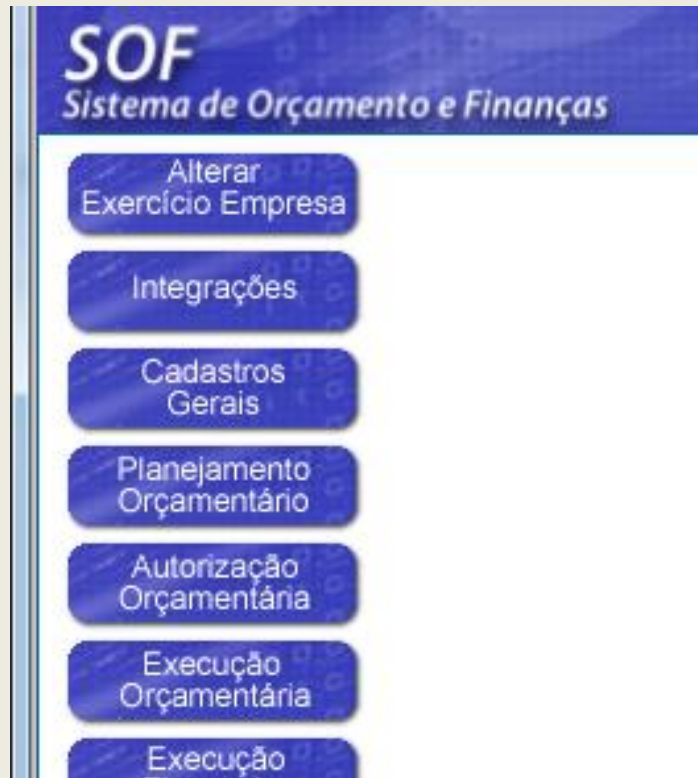 SOF
Sistema de Orçamento e Finanças
Alterar
Exercício Empresa
Integrações
Cadastros
Gerais
Planejamento
Orçamentário
Autorização
Orçamentária
Execução
Orçamentária
Execução